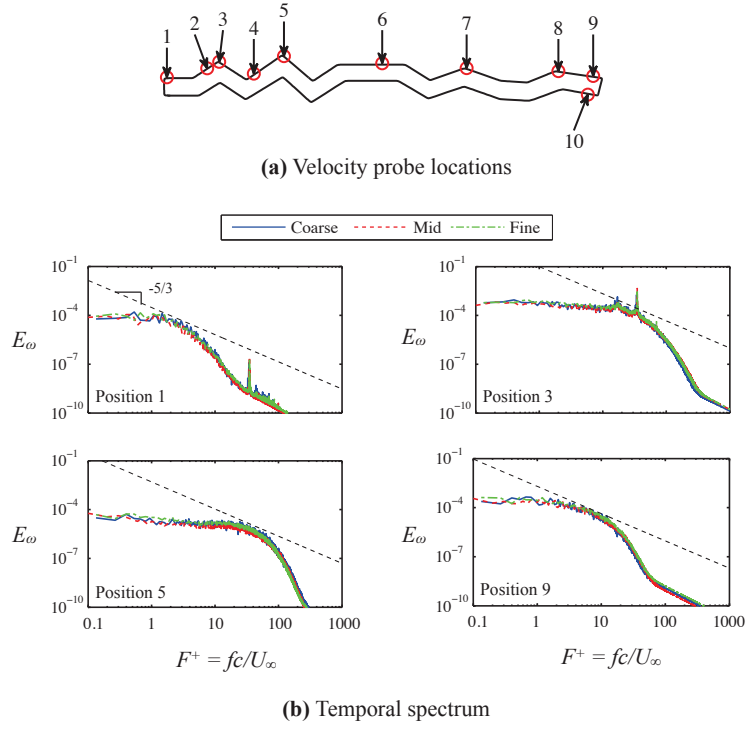 1 2 3 4 5 6 7 8 9
10
(a) Velocity probe locations
Coarse Mid Fine
10⁻¹
10⁻⁴
10⁻⁷
10⁻¹⁰
E_ω
-5/3
Position 1
10⁻¹
10⁻⁴
10⁻⁷
10⁻¹⁰
E_ω
Position 3
10⁻¹
10⁻⁴
10⁻⁷
10⁻¹⁰
E_ω
Position 5
0.1 1 10 100 1000
F⁺ = fc/U∞
10⁻¹
10⁻⁴
10⁻⁷
10⁻¹⁰
E_ω
Position 9
0.1 1 10 100 1000
F⁺ = fc/U∞
(b) Temporal spectrum